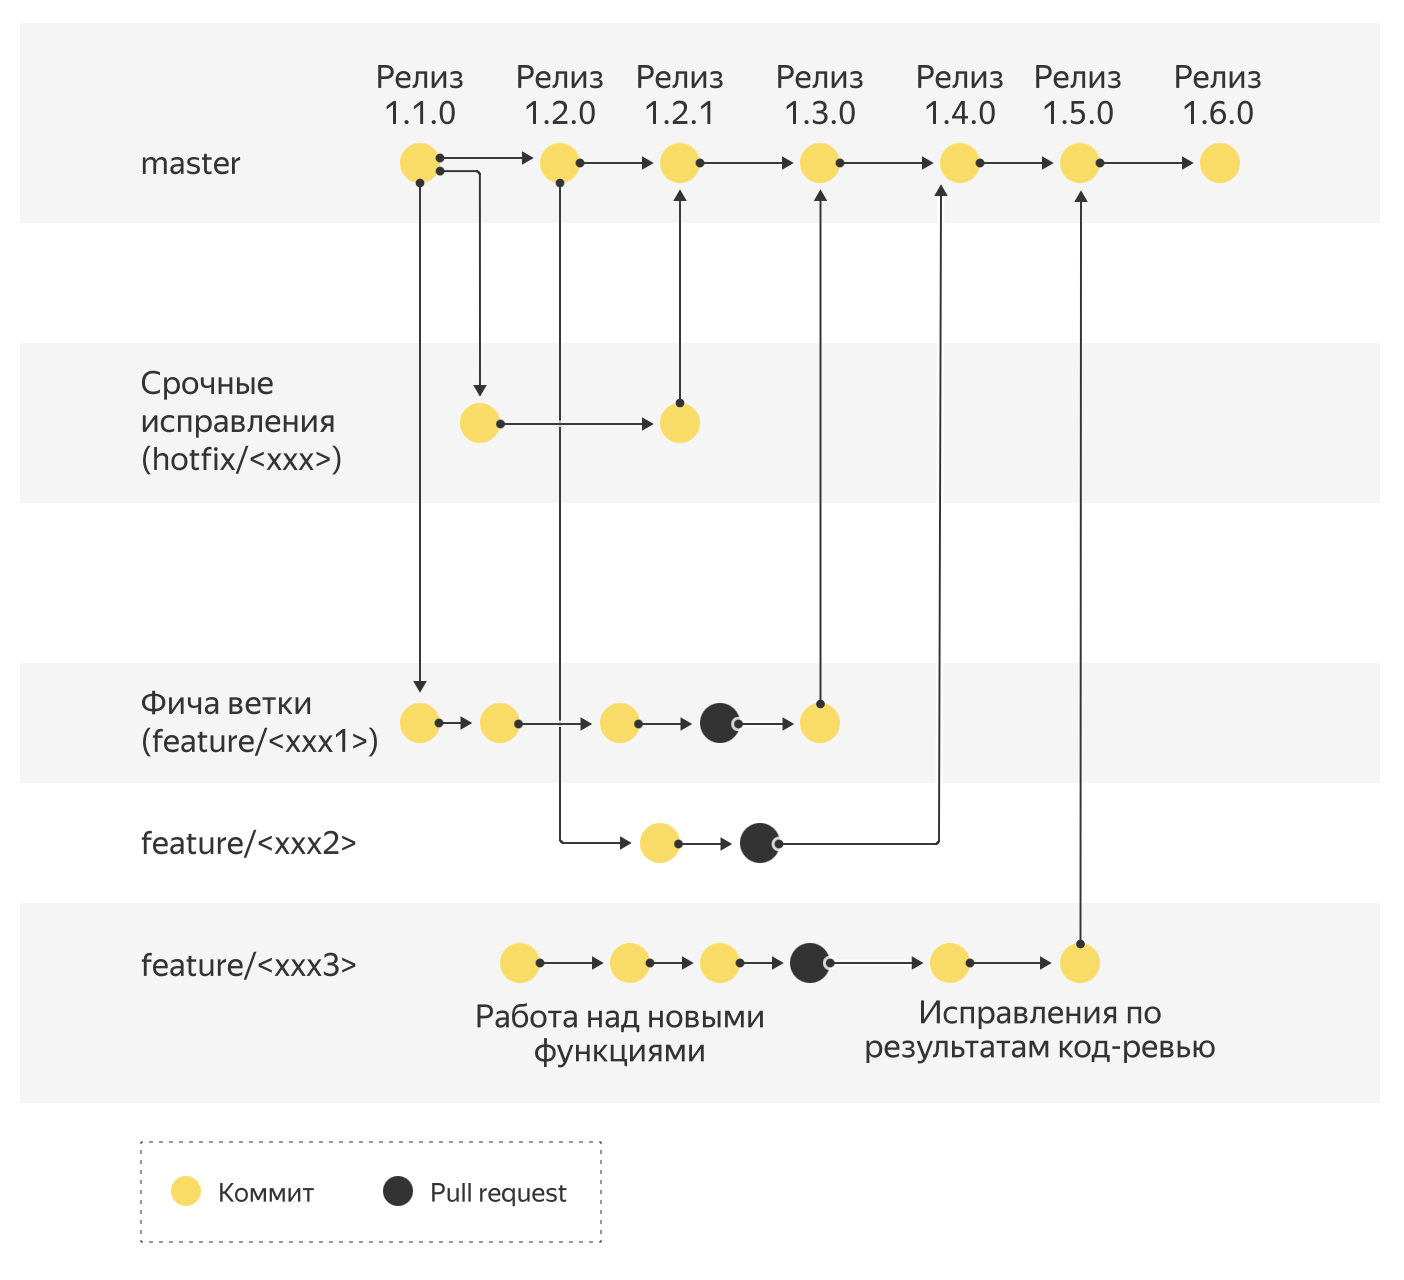 Релиз
1.1.0
Релиз
1.2.0
Релиз
1.2.1
Релиз
1.3.0
Релиз
1.4.0
Релиз
1.5.0
Релиз
1.6.0
master
Срочные
исправления
(hotfix/<xxx>)
Фича ветки
(feature/<xxx1>)
feature/<xxx2>
feature/<xxx3>
Работа над новыми
функциями
Исправления по
результатам код-ревью
Коммит
Pull request